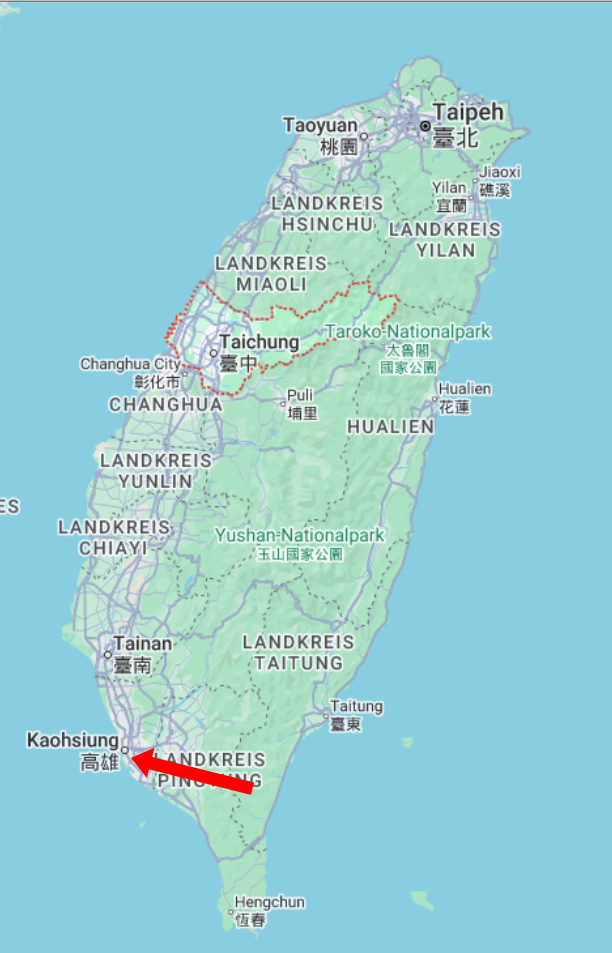 Taipeh
臺北
Taoyuan
桃園
Jiaoxi
礁溪
Yilan
宜蘭
LANDKREIS
HSINCHU
LANDKREIS
YILAN
LANDKREIS
MIAOLI
Taroko-Nationalpark
太魯閣
國家公園
Taichung
臺中
Changhua City
彰化市
CHANGHUA
Puli
埔里
Hualien
花蓮
HUALIEN
LANDKREIS
YUNLIN
ES
LANDKREIS
CHIAYI
Yushan-Nationalpark
玉山國家公園
Tainan
臺南
LANDKREIS
TAITUNG
Taitung
臺東
Kaohsiung
高雄
LANDKREIS
Hengchun
恆春